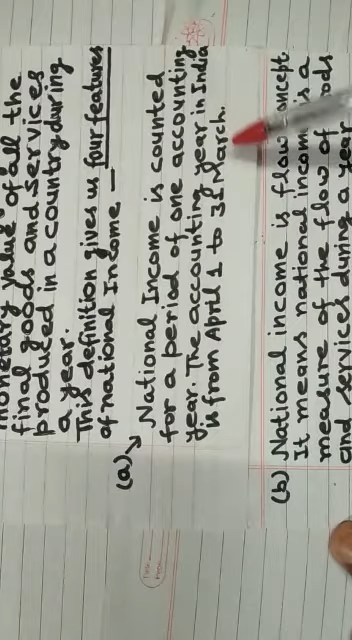 monetary value of all the
final goods and services
produced in a country during
a year.
This definition gives us four features
of national Income —
(a) → National Income is counted
for a period of one accounting
year. The accounting year in India
is from April 1 to 31 March.
(b) National income is flow concept.
It means national income is a
measure of the flow of
and services during a year